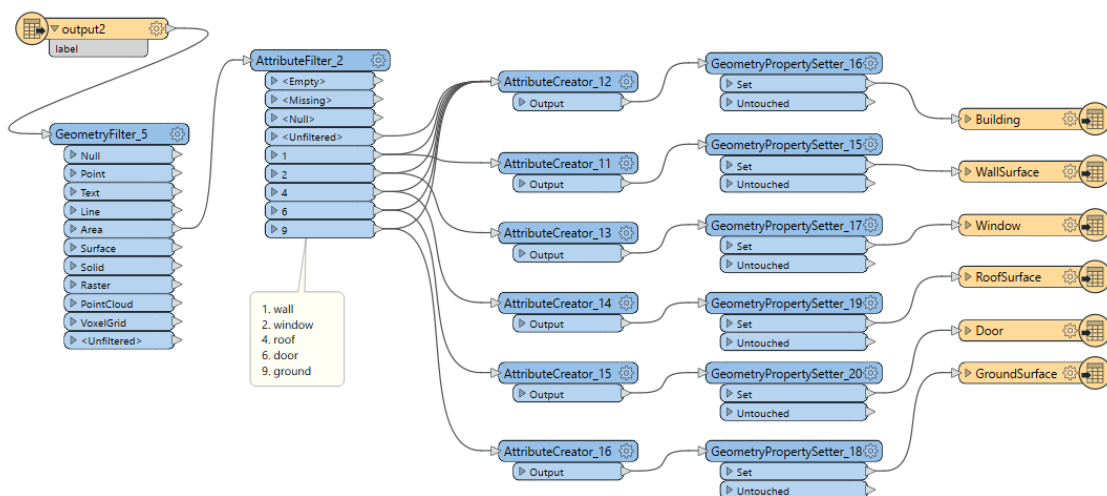 output2
label
GeometryFilter_5
Null
Point
Text
Line
Area
Surface
Solid
Raster
PointCloud
VoxelGrid
<Unfiltered>
AttributeFilter_2
<Empty>
<Missing>
<Null>
<Unfiltered>
1
2
4
6
9
1. wall
2. window
4. roof
6. door
9. ground
AttributeCreator_12
Output
AttributeCreator_11
Output
AttributeCreator_13
Output
AttributeCreator_14
Output
AttributeCreator_15
Output
AttributeCreator_16
Output
GeometryPropertySetter_16
Set
Untouched
GeometryPropertySetter_15
Set
Untouched
GeometryPropertySetter_17
Set
Untouched
GeometryPropertySetter_19
Set
Untouched
GeometryPropertySetter_20
Set
Untouched
GeometryPropertySetter_18
Set
Untouched
Building
WallSurface
Window
RoofSurface
Door
GroundSurface